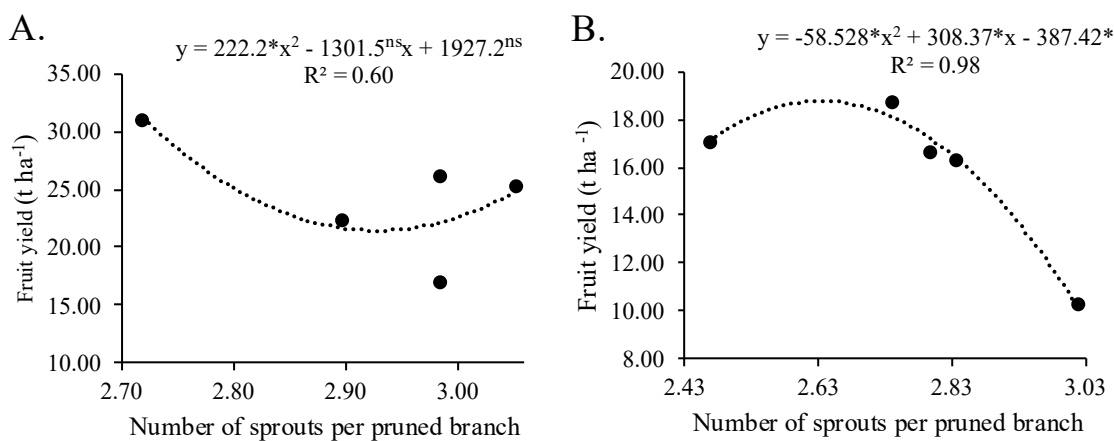 A.
y = 222.2*x² - 1301.5ⁿˢx + 1927.2ⁿˢ
R² = 0.60
35.00
30.00
25.00
20.00
15.00
10.00
Fruit yield (t ha⁻¹)
2.70 2.80 2.90 3.00
Number of sprouts per pruned branch
B.
y = -58.528*x² + 308.37*x - 387.42*
R² = 0.98
20.00
18.00
16.00
14.00
12.00
10.00
8.00
Fruit yield (t ha ⁻¹)
2.43 2.63 2.83 3.03
Number of sprouts per pruned branch